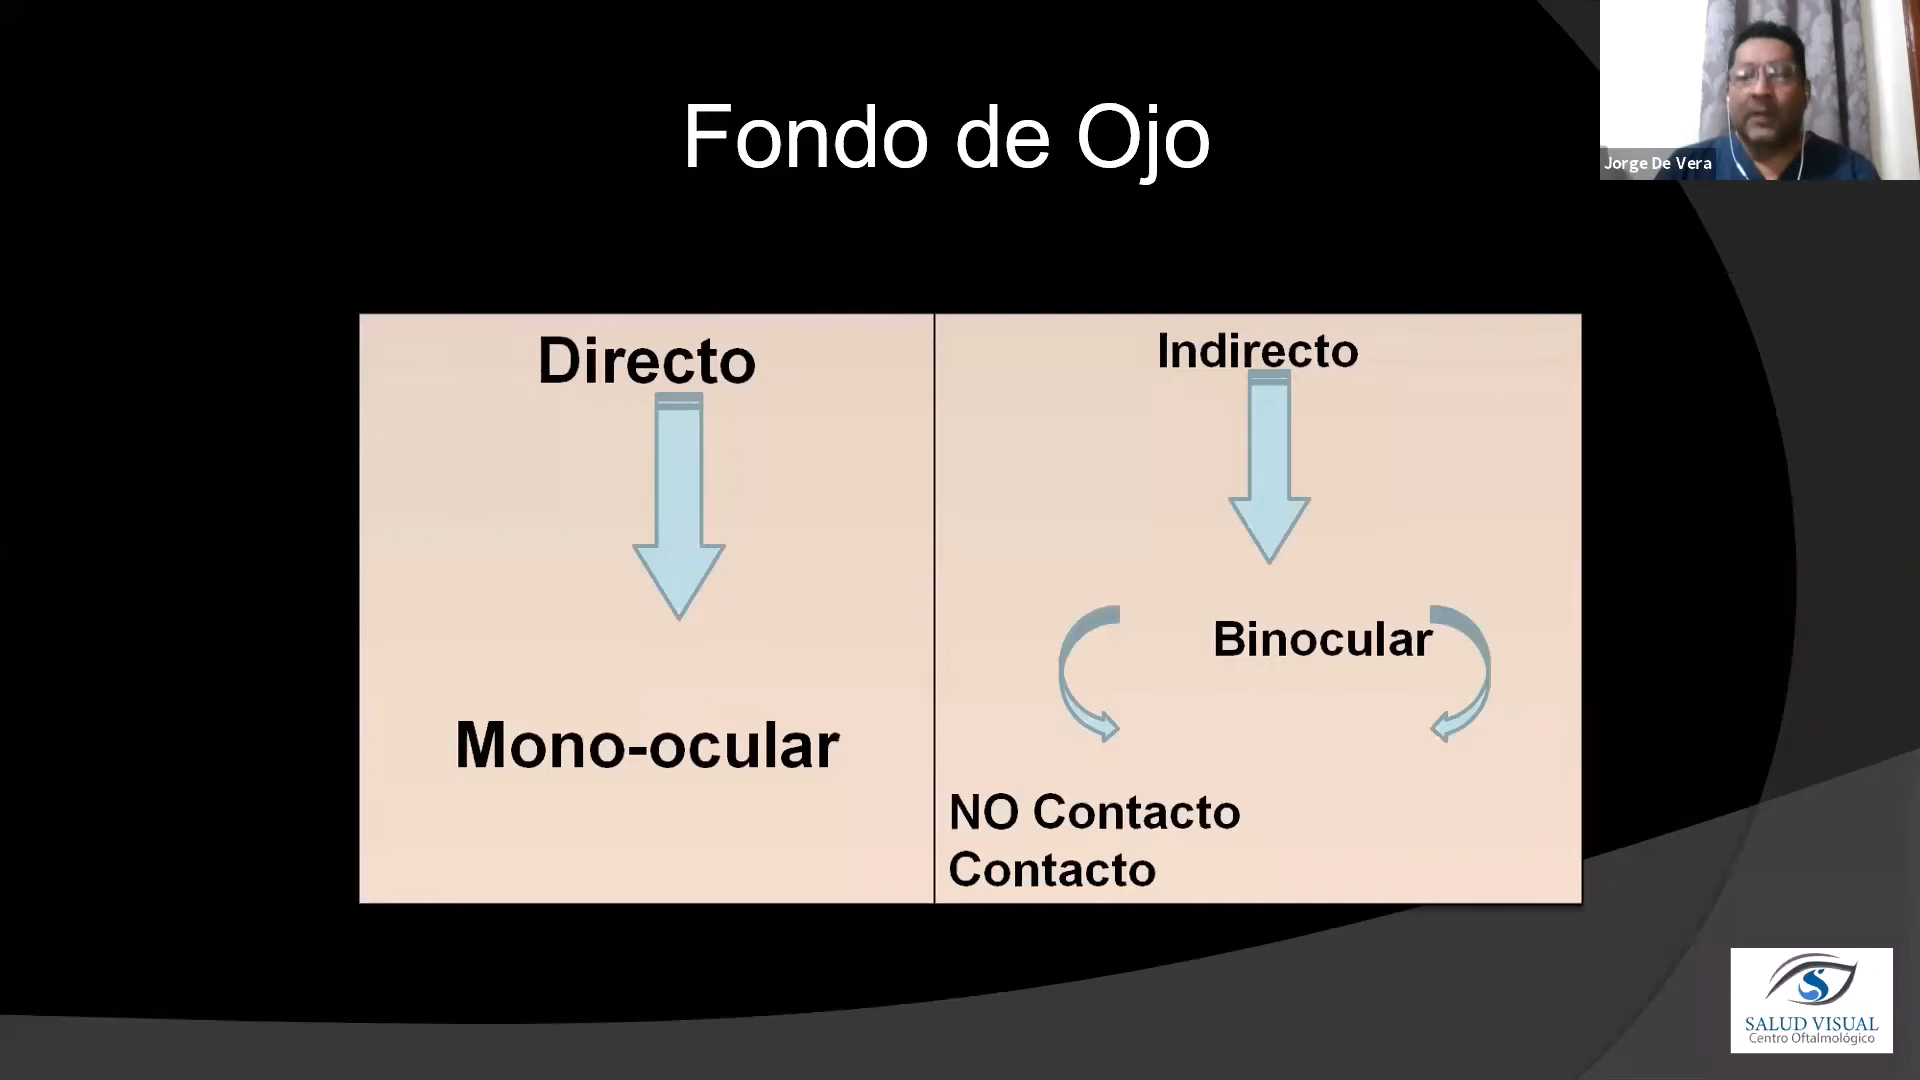 Fondo de Ojo
Jorge De Vera
Directo
Mono-ocular
Indirecto
Binocular
NO Contacto
Contacto
SALUD VISUAL
Centro Oftalmológico